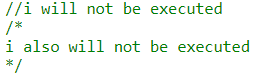 //i will not be executed
/*
i also will not be executed
*/